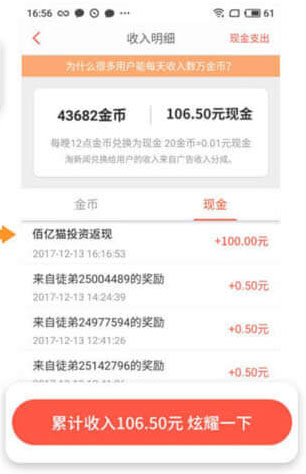 16:56 61
收入明细 现金支出
为什么很多用户能每天收入数万金币?
43682金币 106.50元现金
每晚12点金币兑换为现金 20金币=0.01元现金
淘新闻兑换给用户的收入来自广告收入分成。
金币 现金
佰亿猫投资返现
+100.00元
2017-12-13 16:16:53
来自徒弟25004489的奖励
+0.50元
2017-12-13 14:24:39
来自徒弟24977594的奖励
+0.50元
2017-12-13 12:41:26
来自徒弟25142796的奖励
+0.50元
累计收入106.50元 炫耀一下